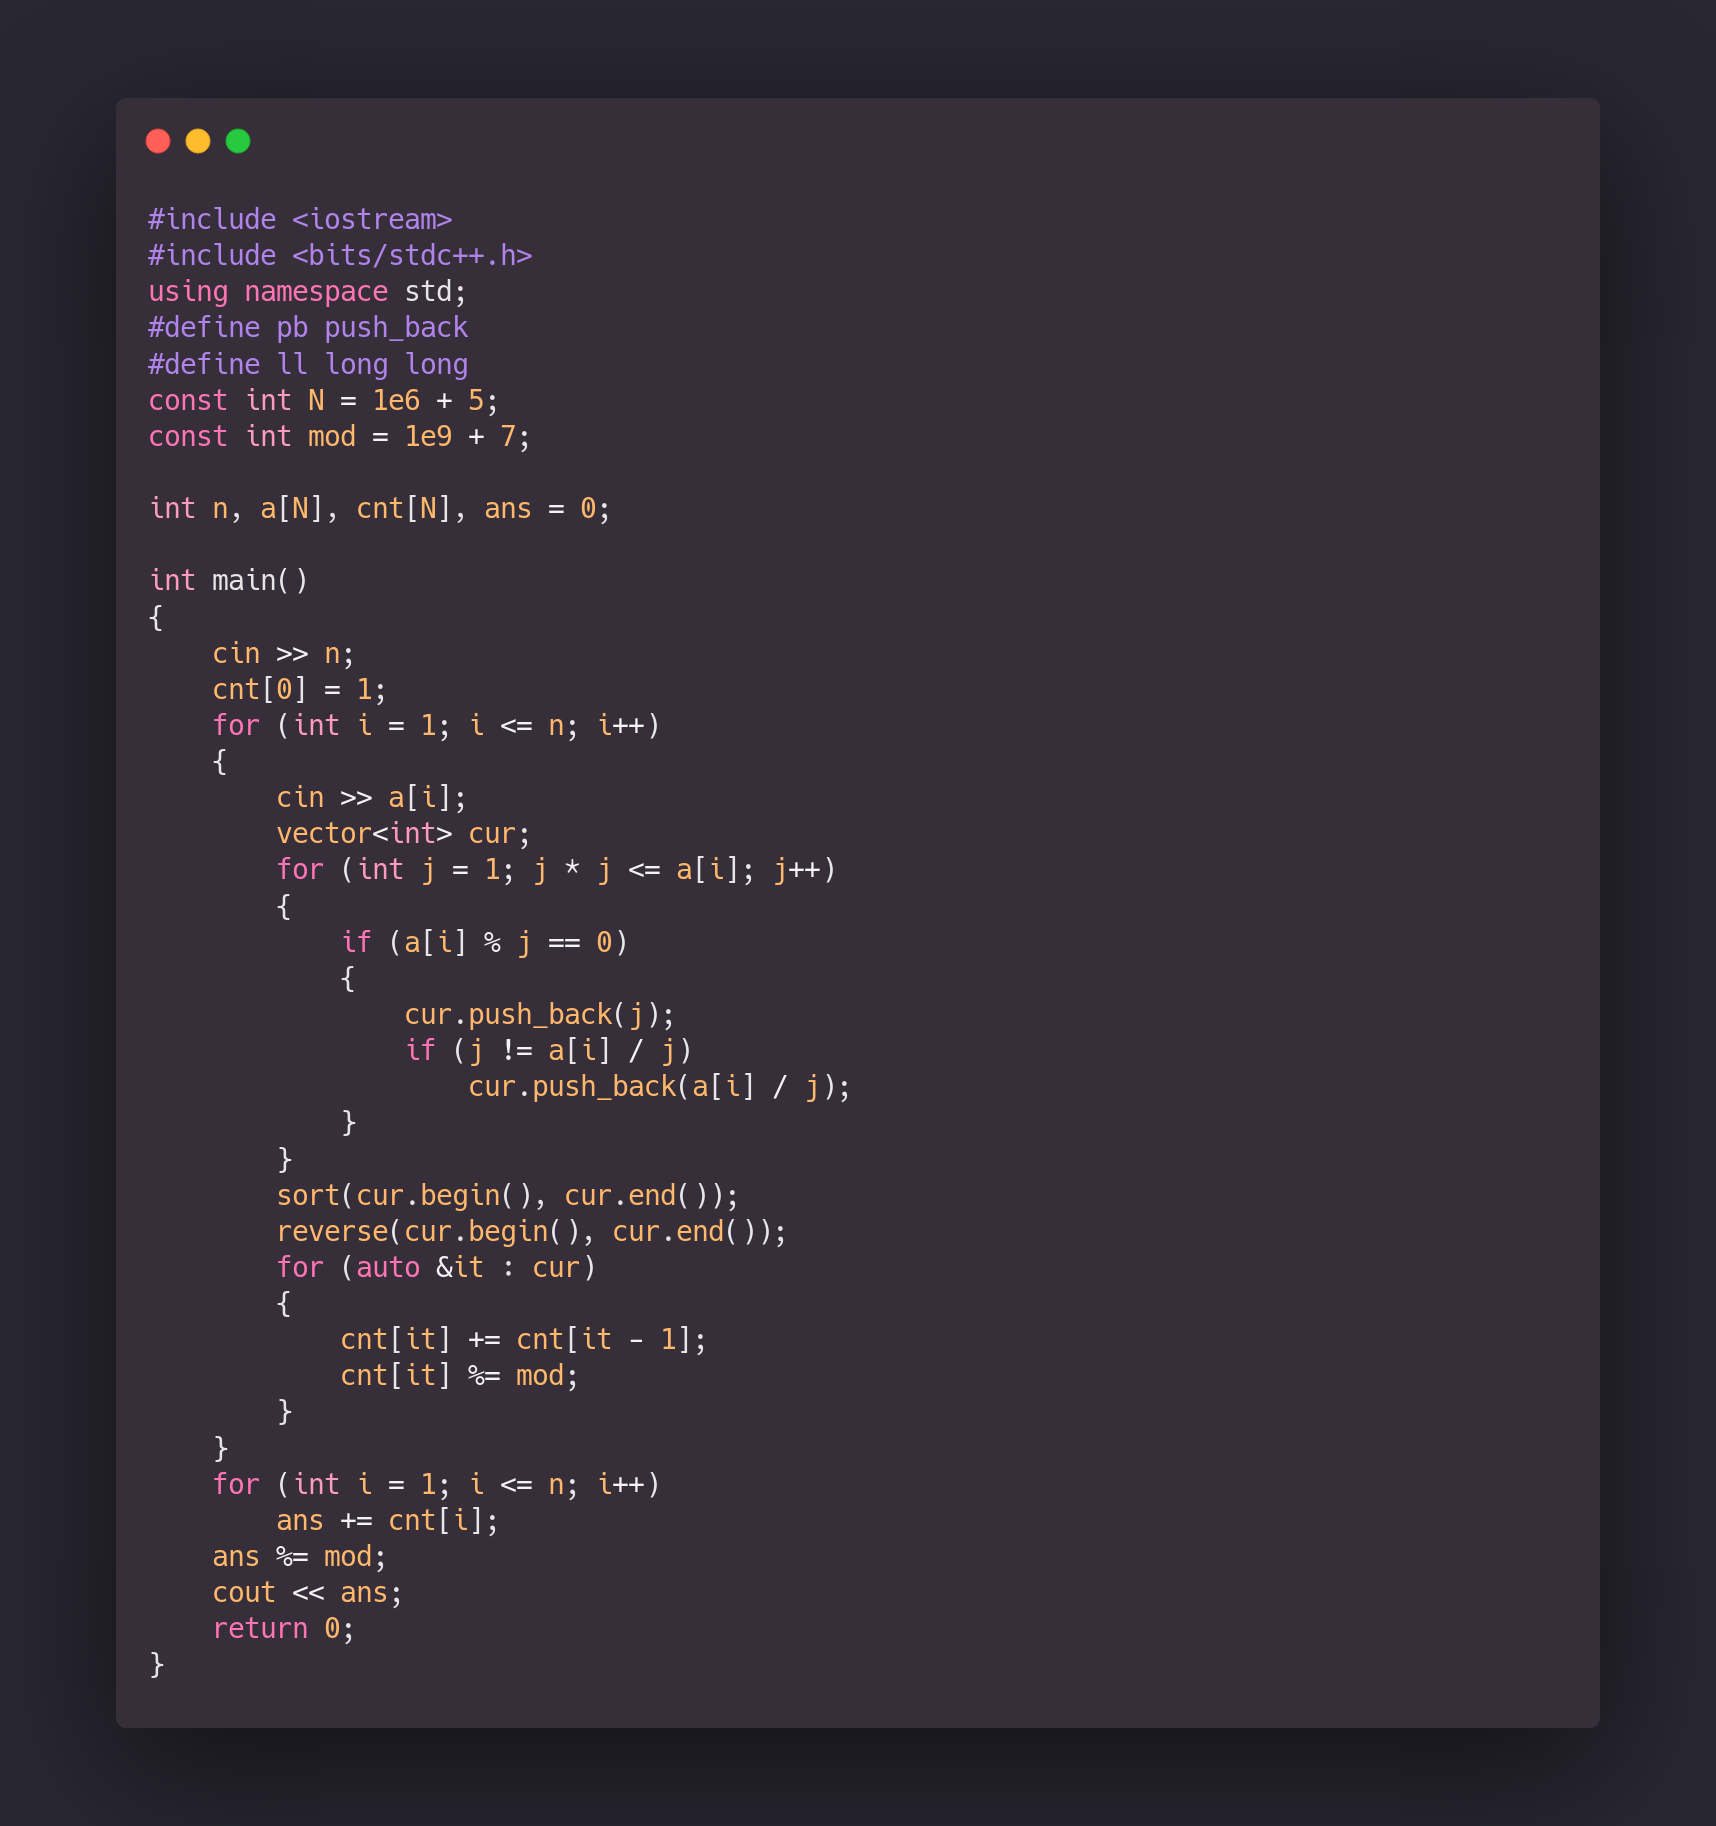 #include <iostream>
#include <bits/stdc++.h>
using namespace std;
#define pb push_back
#define ll long long
const int N = 1e6 + 5;
const int mod = 1e9 + 7;

int n, a[N], cnt[N], ans = 0;

int main()
{
    cin >> n;
    cnt[0] = 1;
    for (int i = 1; i <= n; i++)
    {
        cin >> a[i];
        vector<int> cur;
        for (int j = 1; j * j <= a[i]; j++)
        {
            if (a[i] % j == 0)
            {
                cur.push_back(j);
                if (j != a[i] / j)
                    cur.push_back(a[i] / j);
            }
        }
        sort(cur.begin(), cur.end());
        reverse(cur.begin(), cur.end());
        for (auto &it : cur)
        {
            cnt[it] += cnt[it - 1];
            cnt[it] %= mod;
        }
    }
    for (int i = 1; i <= n; i++)
        ans += cnt[i];
    ans %= mod;
    cout << ans;
    return 0;
}